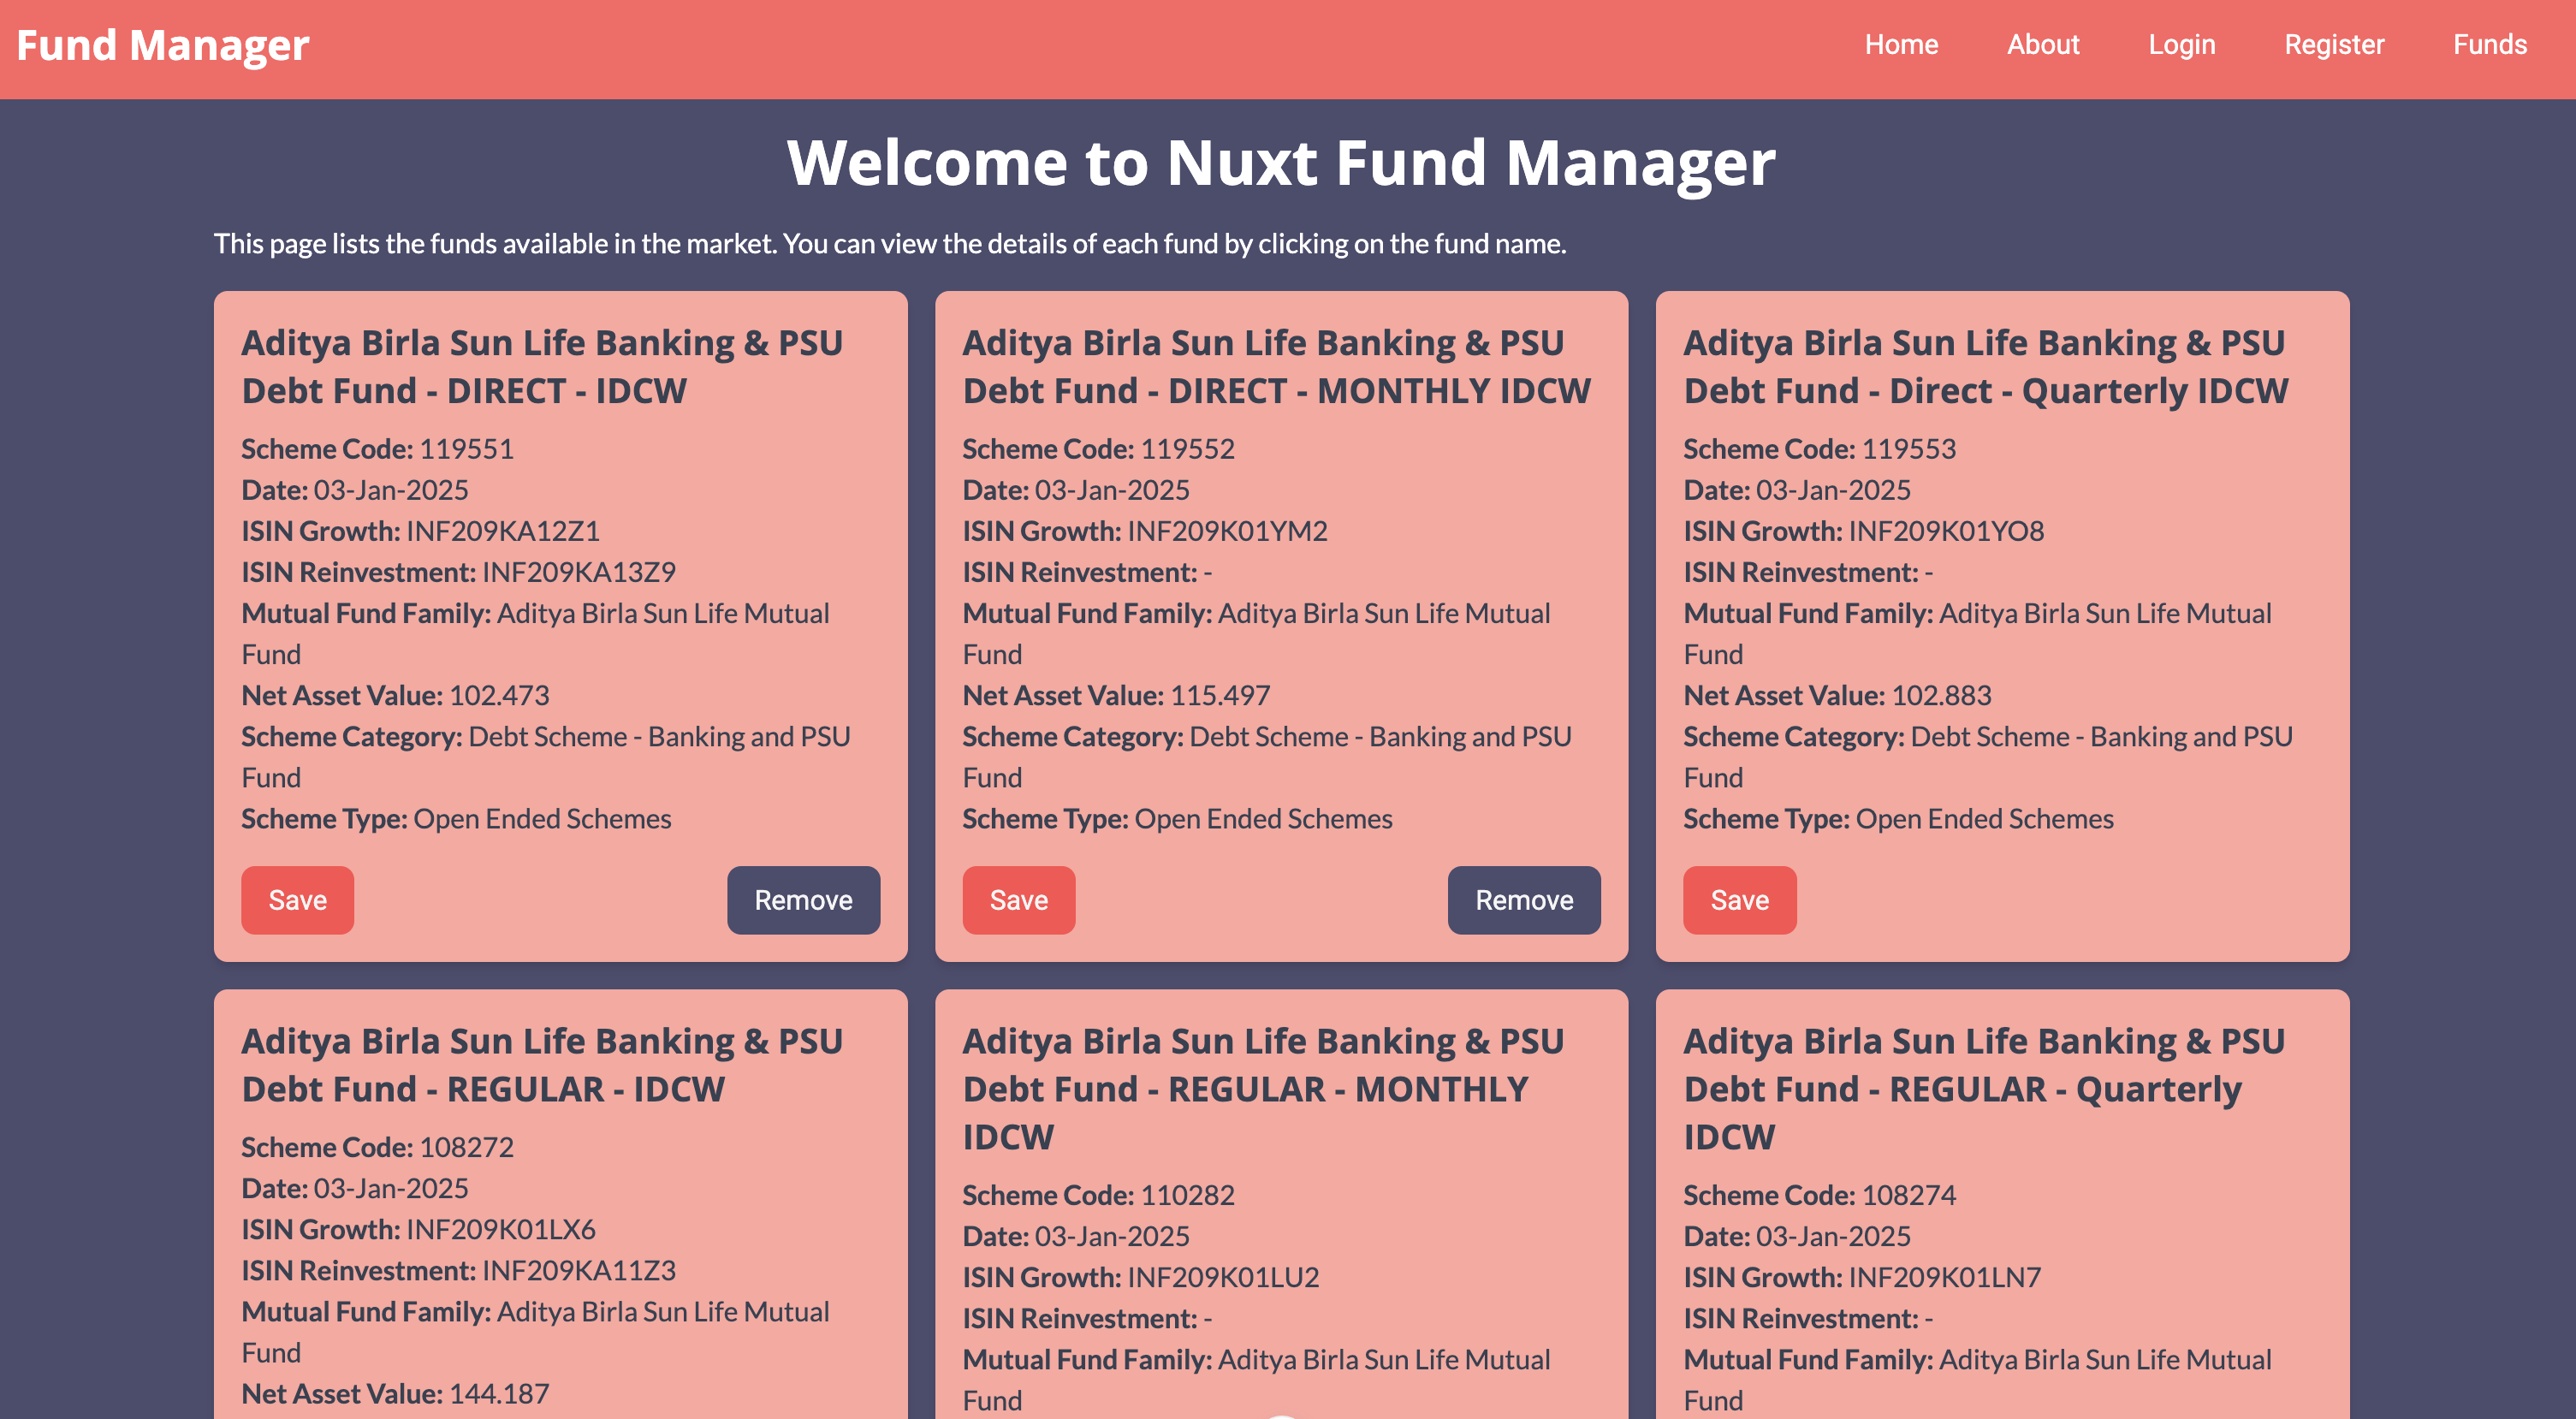 Fund Manager
Home About Login Register Funds
Welcome to Nuxt Fund Manager
This page lists the funds available in the market. You can view the details of each fund by clicking on the fund name.
Aditya Birla Sun Life Banking & PSU
Debt Fund - DIRECT - IDCW
Scheme Code: 119551
Date: 03-Jan-2025
ISIN Growth: INF209KA12Z1
ISIN Reinvestment: INF209KA13Z9
Mutual Fund Family: Aditya Birla Sun Life Mutual
Fund
Net Asset Value: 102.473
Scheme Category: Debt Scheme - Banking and PSU
Fund
Scheme Type: Open Ended Schemes
Save Remove
Aditya Birla Sun Life Banking & PSU
Debt Fund - DIRECT - MONTHLY IDCW
Scheme Code: 119552
Date: 03-Jan-2025
ISIN Growth: INF209K01YM2
ISIN Reinvestment: -
Mutual Fund Family: Aditya Birla Sun Life Mutual
Fund
Net Asset Value: 115.497
Scheme Category: Debt Scheme - Banking and PSU
Fund
Scheme Type: Open Ended Schemes
Save Remove
Aditya Birla Sun Life Banking & PSU
Debt Fund - Direct - Quarterly IDCW
Scheme Code: 119553
Date: 03-Jan-2025
ISIN Growth: INF209K01YO8
ISIN Reinvestment: -
Mutual Fund Family: Aditya Birla Sun Life Mutual
Fund
Net Asset Value: 102.883
Scheme Category: Debt Scheme - Banking and PSU
Fund
Scheme Type: Open Ended Schemes
Save
Aditya Birla Sun Life Banking & PSU
Debt Fund - REGULAR - IDCW
Scheme Code: 108272
Date: 03-Jan-2025
ISIN Growth: INF209K01LX6
ISIN Reinvestment: INF209KA11Z3
Mutual Fund Family: Aditya Birla Sun Life Mutual
Fund
Net Asset Value: 144.187
Aditya Birla Sun Life Banking & PSU
Debt Fund - REGULAR - MONTHLY
IDCW
Scheme Code: 110282
Date: 03-Jan-2025
ISIN Growth: INF209K01LU2
ISIN Reinvestment: -
Mutual Fund Family: Aditya Birla Sun Life Mutual
Fund
Aditya Birla Sun Life Banking & PSU
Debt Fund - REGULAR - Quarterly
IDCW
Scheme Code: 108274
Date: 03-Jan-2025
ISIN Growth: INF209K01LN7
ISIN Reinvestment: -
Mutual Fund Family: Aditya Birla Sun Life Mutual
Fund